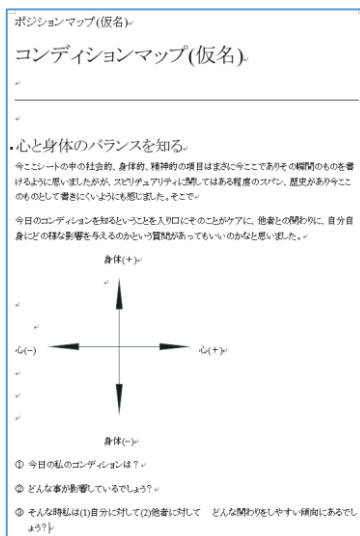 ポジションマップ(仮名)
コンディションマップ(仮名)
心と身体のバランスを知る
今ここシートの中の社会的、身体的、精神的の項目はまさに今ここでありその瞬間のものを書
けるように思いましたがが、スピリチュアリティに関してはある程度のスパン、歴史があり今ここ
のものとして書きにくいようにも感じました。そこで
今日のコンディションを知るということを入り口にそのことがケアに、他者との関わりに、自分自
身にどの様な影響を与えるのかという質問があってもいいのかなと思いました。
身体(+)
心(-)
心(+)
身体(-)
① 今日の私のコンディションは？
② どんな事が影響しているでしょう？
③ そんな時私は(1)自分に対して(2)他者に対して　どんな関わりをしやすい傾向にあるでし
ょう？